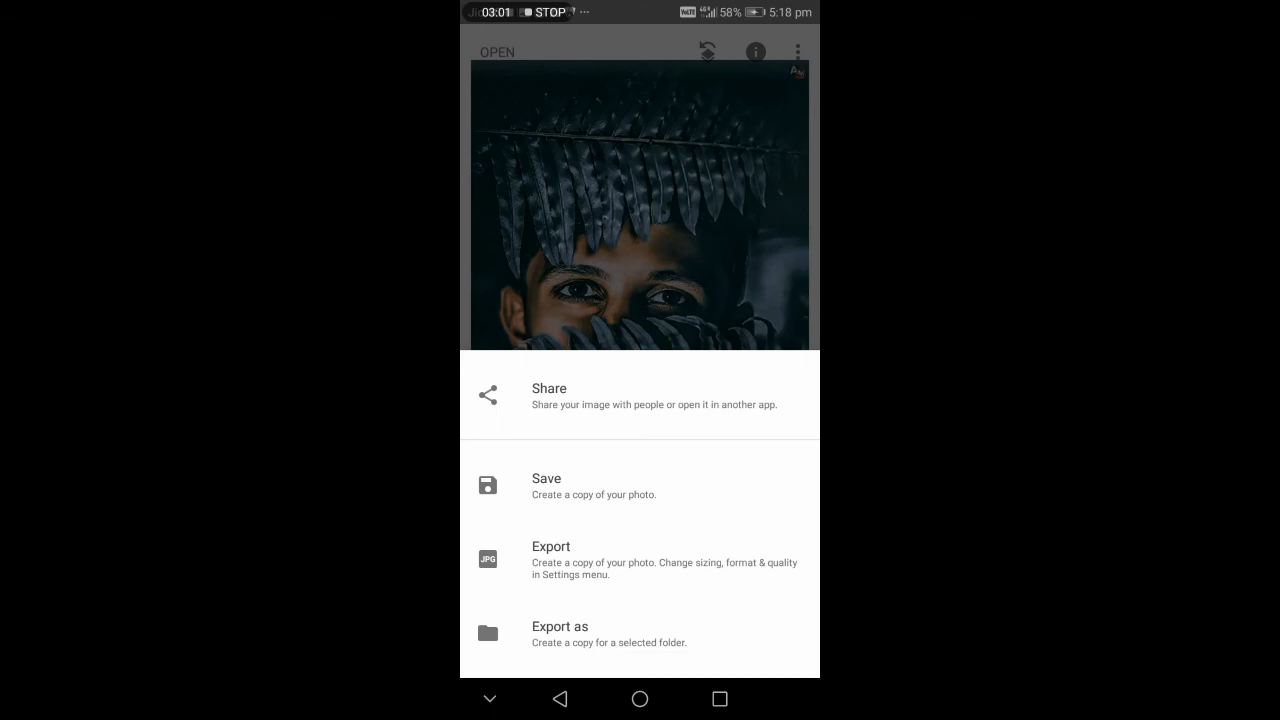 03:01 STOP ... 58% 5:18 pm
OPEN
Share
Share your image with people or open it in another app.
Save
Create a copy of your photo.
JPG
Export
Create a copy of your photo. Change sizing, format & quality
in Settings menu.
Export as
Create a copy for a selected folder.